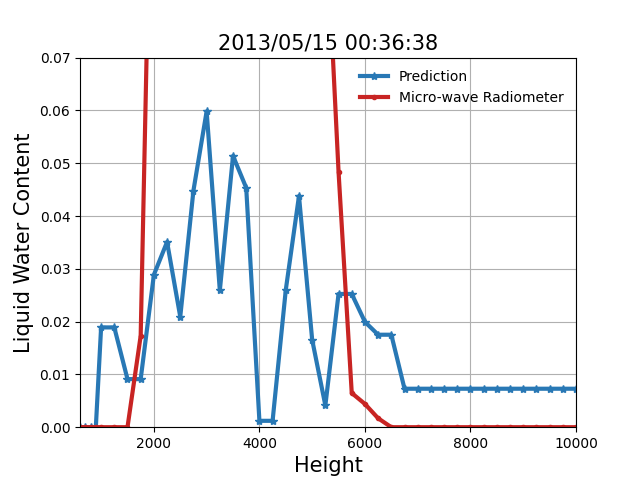 2013/05/15 00:36:38
0.07
0.06
0.05
0.04
0.03
0.02
0.01
0.00
Liquid Water Content
Prediction
Micro-wave Radiometer
2000 4000 6000 8000 10000
Height